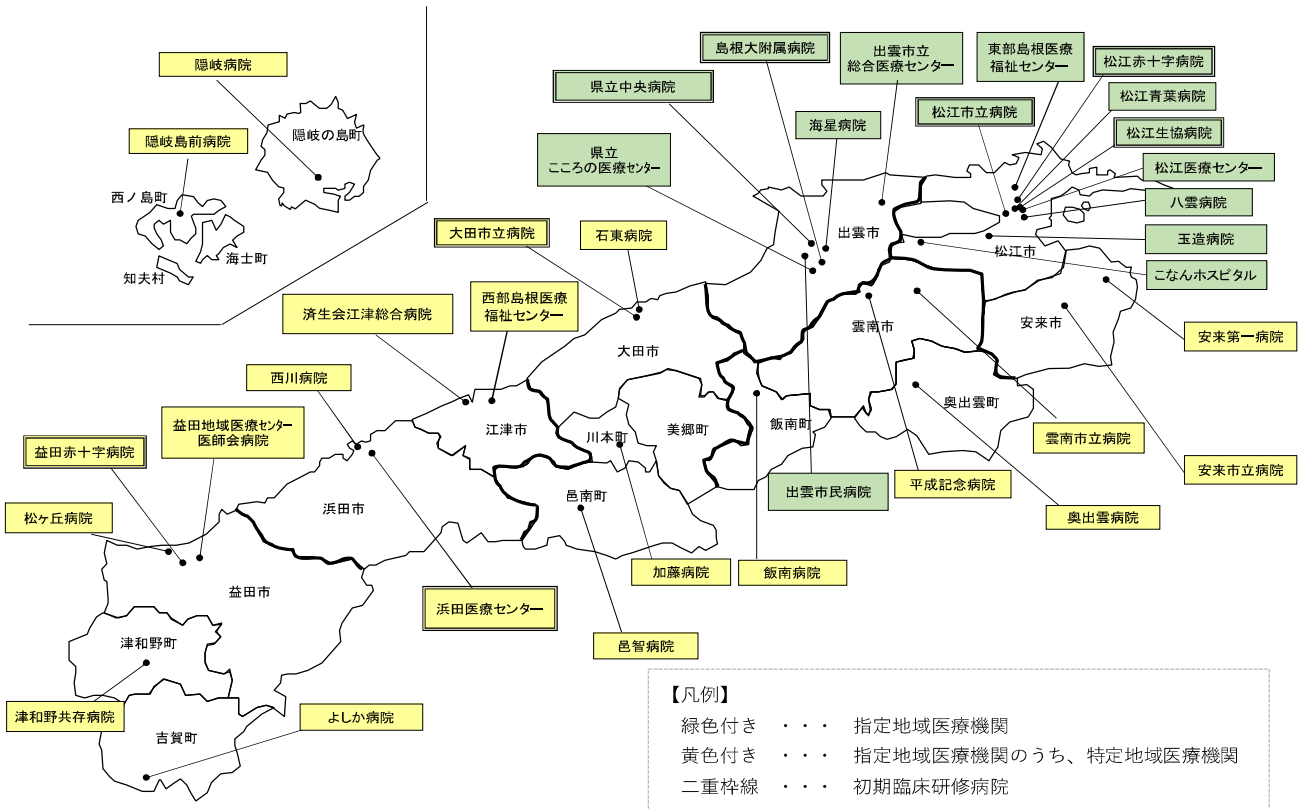 隠岐病院
隠岐島前病院
隠岐の島町
西ノ島町
海士町
知夫村
島根大附属病院
出雲市立
総合医療センター
東部島根医療
福祉センター
松江赤十字病院
県立中央病院
松江市立病院
松江青葉病院
海星病院
松江生協病院
県立
こころの医療センター
松江医療センター
八雲病院
玉造病院
こなんホスピタル
出雲市
松江市
大田市立病院
石東病院
済生会江津総合病院
西部島根医療
福祉センター
雲南市
安来市
安来第一病院
大田市
西川病院
奥出雲町
益田地域医療センター
医師会病院
江津市
川本町
美郷町
飯南町
雲南市立病院
益田赤十字病院
安来市立病院
出雲市民病院
平成記念病院
奥出雲病院
邑南町
浜田市
松ヶ丘病院
加藤病院
飯南病院
益田市
浜田医療センター
邑智病院
津和野町
津和野共存病院
よしか病院
吉賀町
【凡例】
緑色付き ・・・ 指定地域医療機関
黄色付き ・・・ 指定地域医療機関のうち、特定地域医療機関
二重枠線 ・・・ 初期臨床研修病院